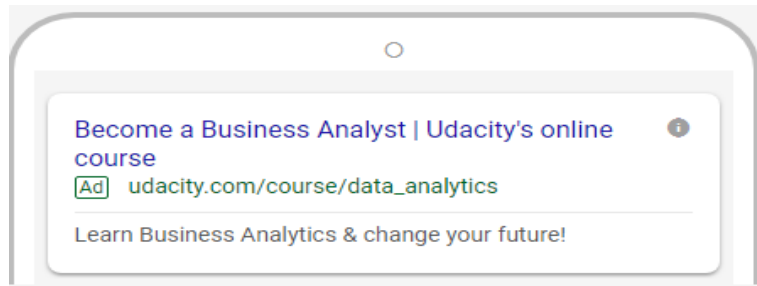 Become a Business Analyst | Udacity's online
course
Ad udacity.com/course/data_analytics
Learn Business Analytics & change your future!